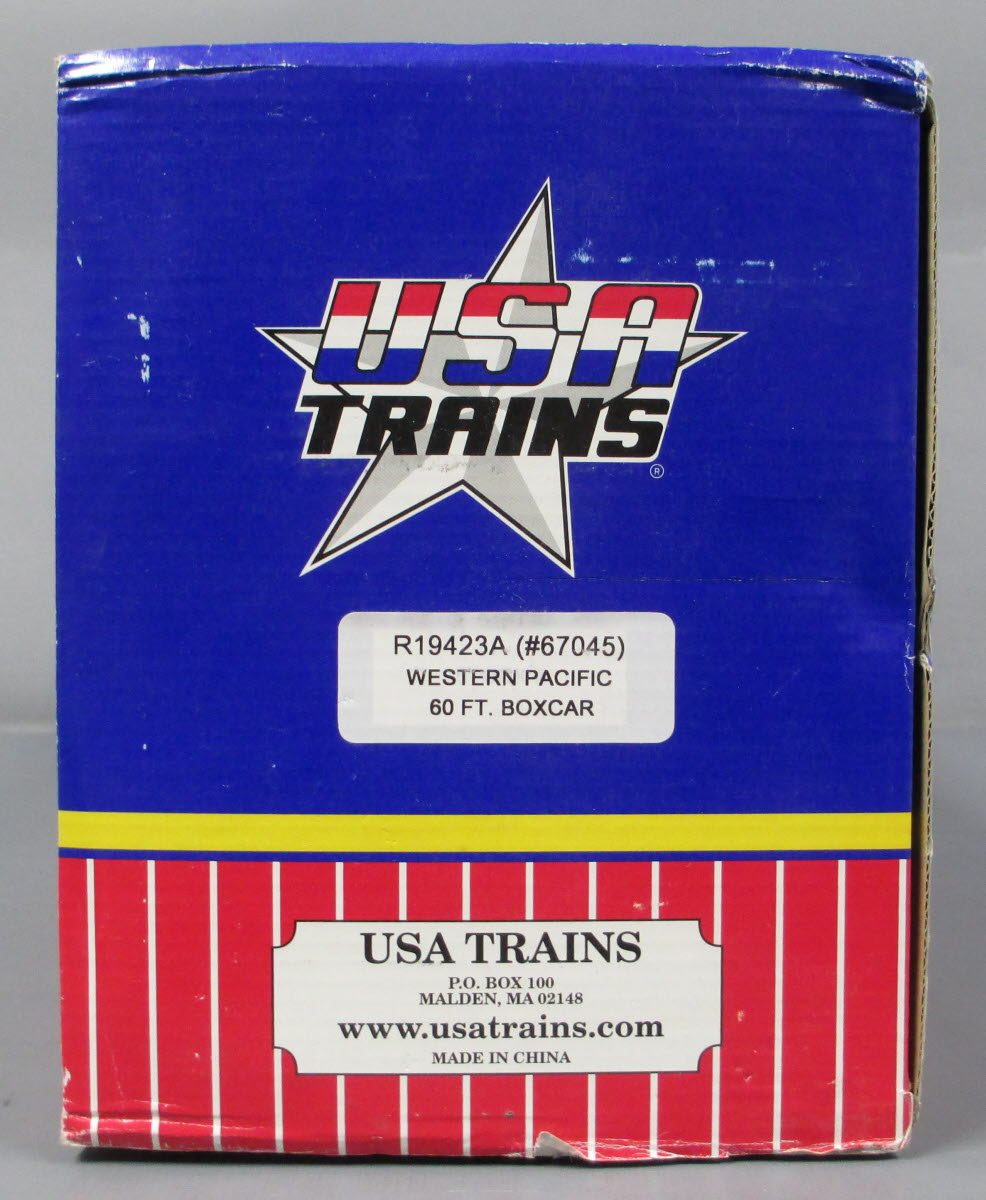 USA
TRAINS
®
R19423A (#67045)
WESTERN PACIFIC
60 FT. BOXCAR
USA TRAINS
P.O. BOX 100
MALDEN, MA 02148
www.usatrains.com
MADE IN CHINA